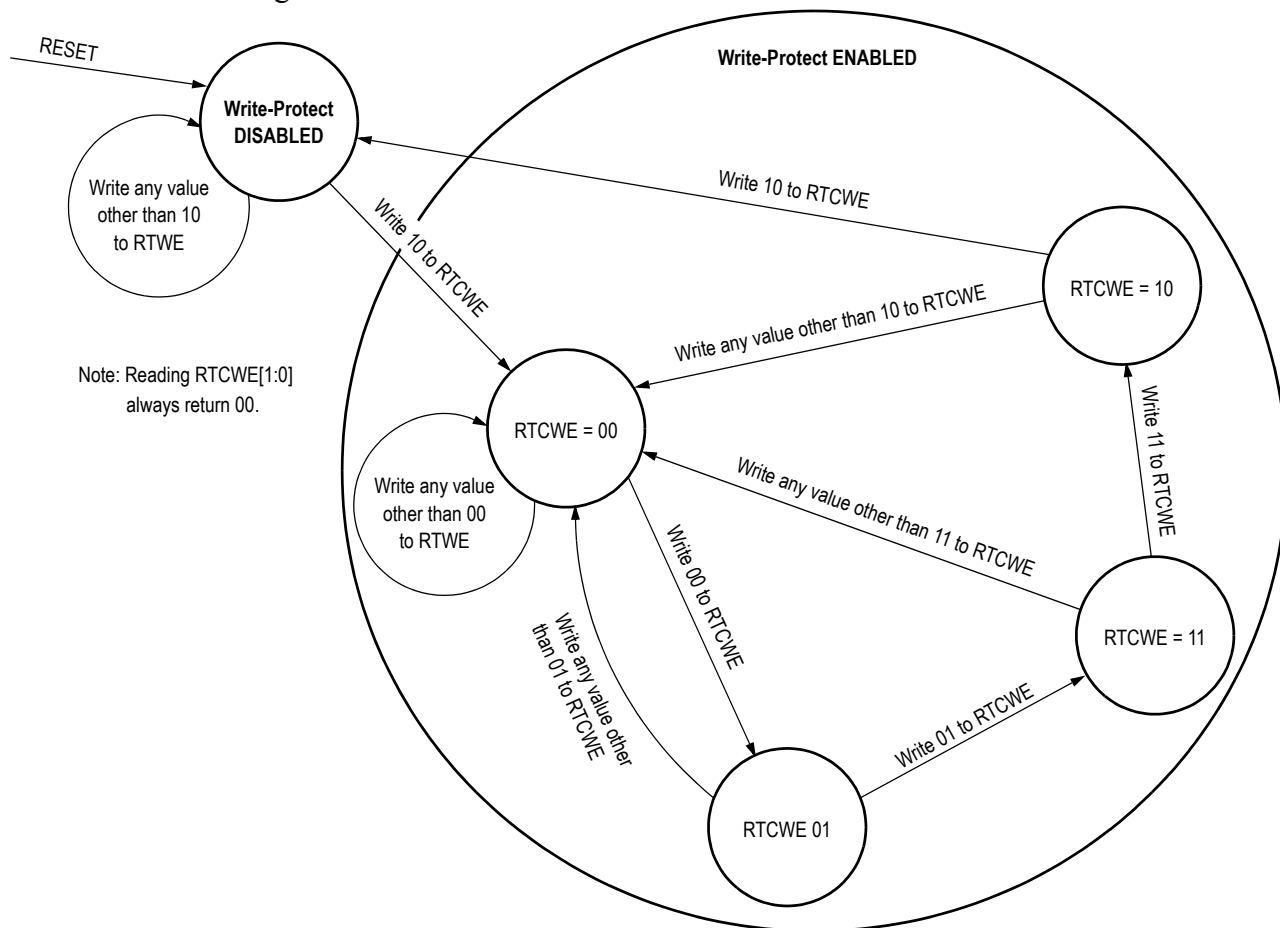 RESET
Write-Protect
DISABLED
Write-Protect ENABLED
Write any value
other than 10
to RTWE
Write 10 to RTCWE
Write 10 to RTCWE
RTCWE = 10
Write any value other than 10 to RTCWE
Note: Reading RTCWE[1:0]
always return 00.
RTCWE = 00
Write 11 to RTCWE
Write any value other than 11 to RTCWE
Write any value
other than 00
to RTWE
Write 00 to RTCWE
Write any value other
than 01 to RTCWE
RTCWE = 11
Write 01 to RTCWE
RTCWE 01